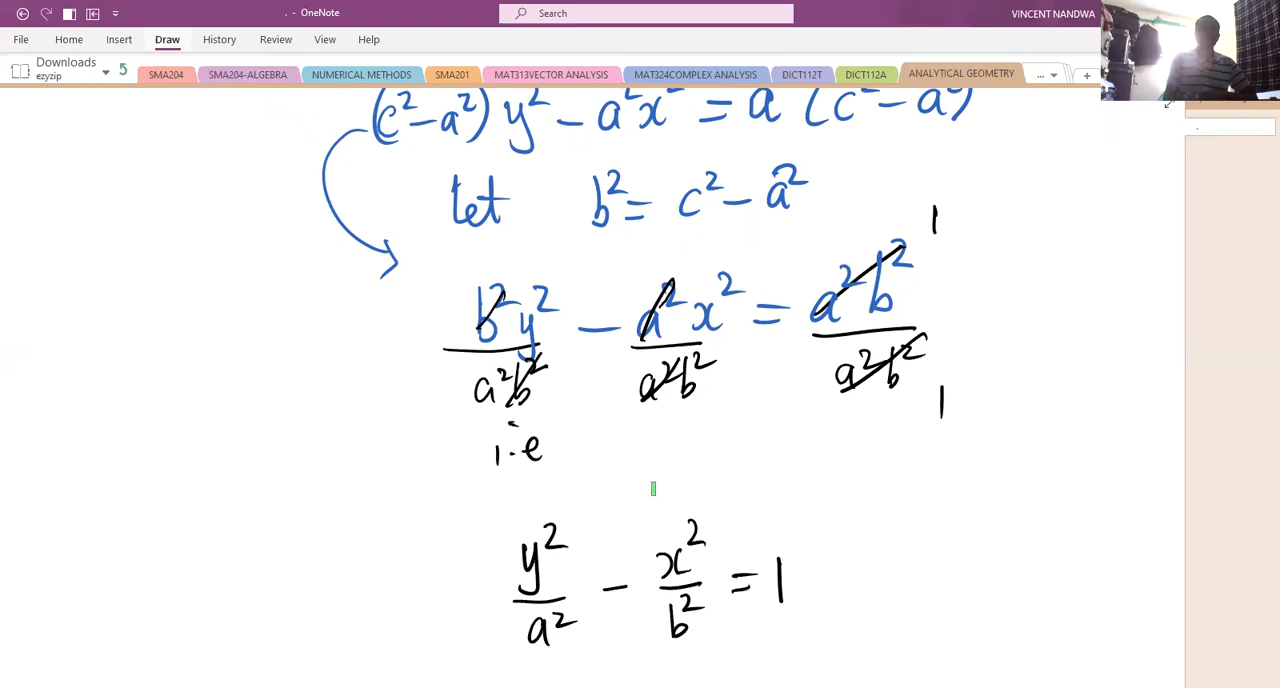 . - OneNote
Search
VINCENT NANDWA
File Home Insert Draw History Review View Help
Downloads
ezyzip
SMA204 SMA204-ALGEBRA NUMERICAL METHODS SMA201 MAT313VECTOR ANALYSIS MAT324COMPLEX ANALYSIS DICT112T DICT112A ANALYTICAL GEOMETRY ... +
(c²-a²) y² - a²x² = a (c² - a²)
let b² = c² - a²
b²y²/a²b² - a²x²/a²b² = a²b²/a²b² 1 1
i.e
y²/a² - x²/b² = 1